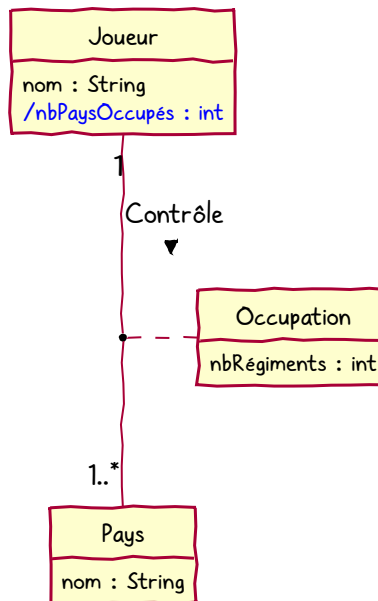 Joueur
nom : String
/nbPaysOccupés : int
1
Contrôle
Occupation
nbRégiments : int
1..*
Pays
nom : String